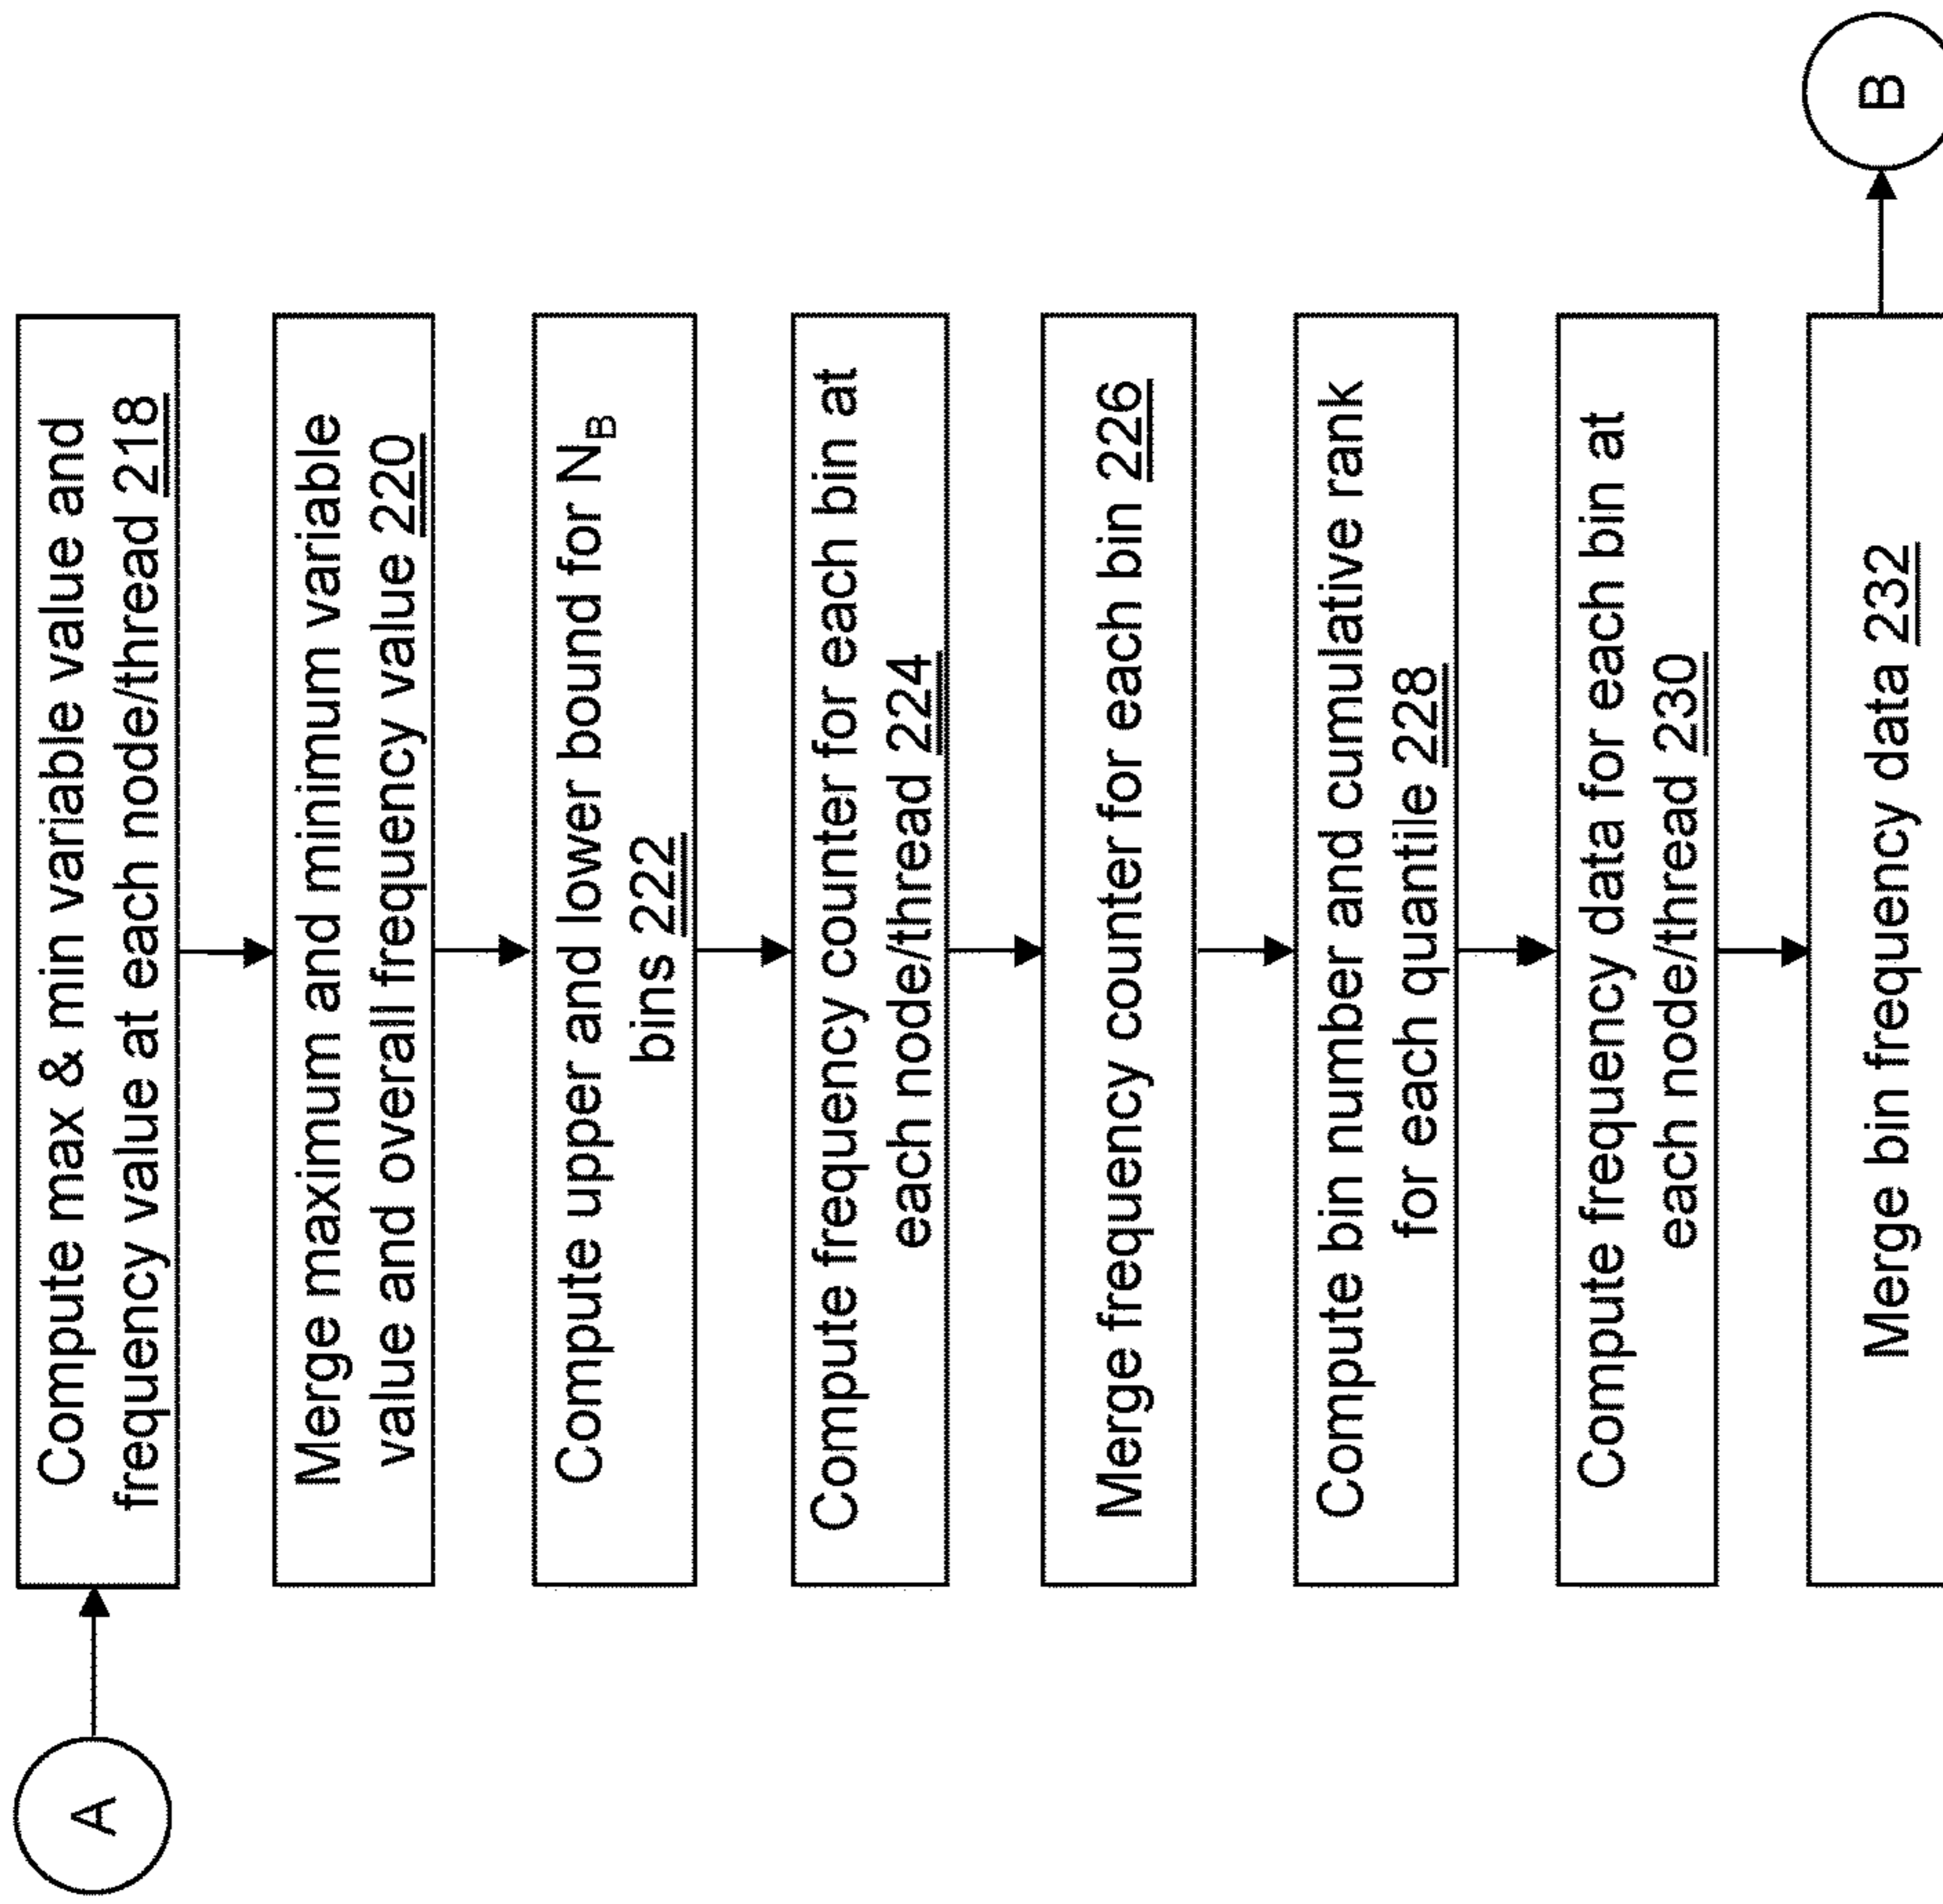 A
Compute max & min variable value and
frequency value at each node/thread 218
Merge maximum and minimum variable
value and overall frequency value 220
Compute upper and lower bound for NB
bins 222
Compute frequency counter for each bin at
each node/thread 224
Merge frequency counter for each bin 226
Compute bin number and cumulative rank
for each quantile 228
Compute frequency data for each bin at
each node/thread 230
Merge bin frequency data 232
B